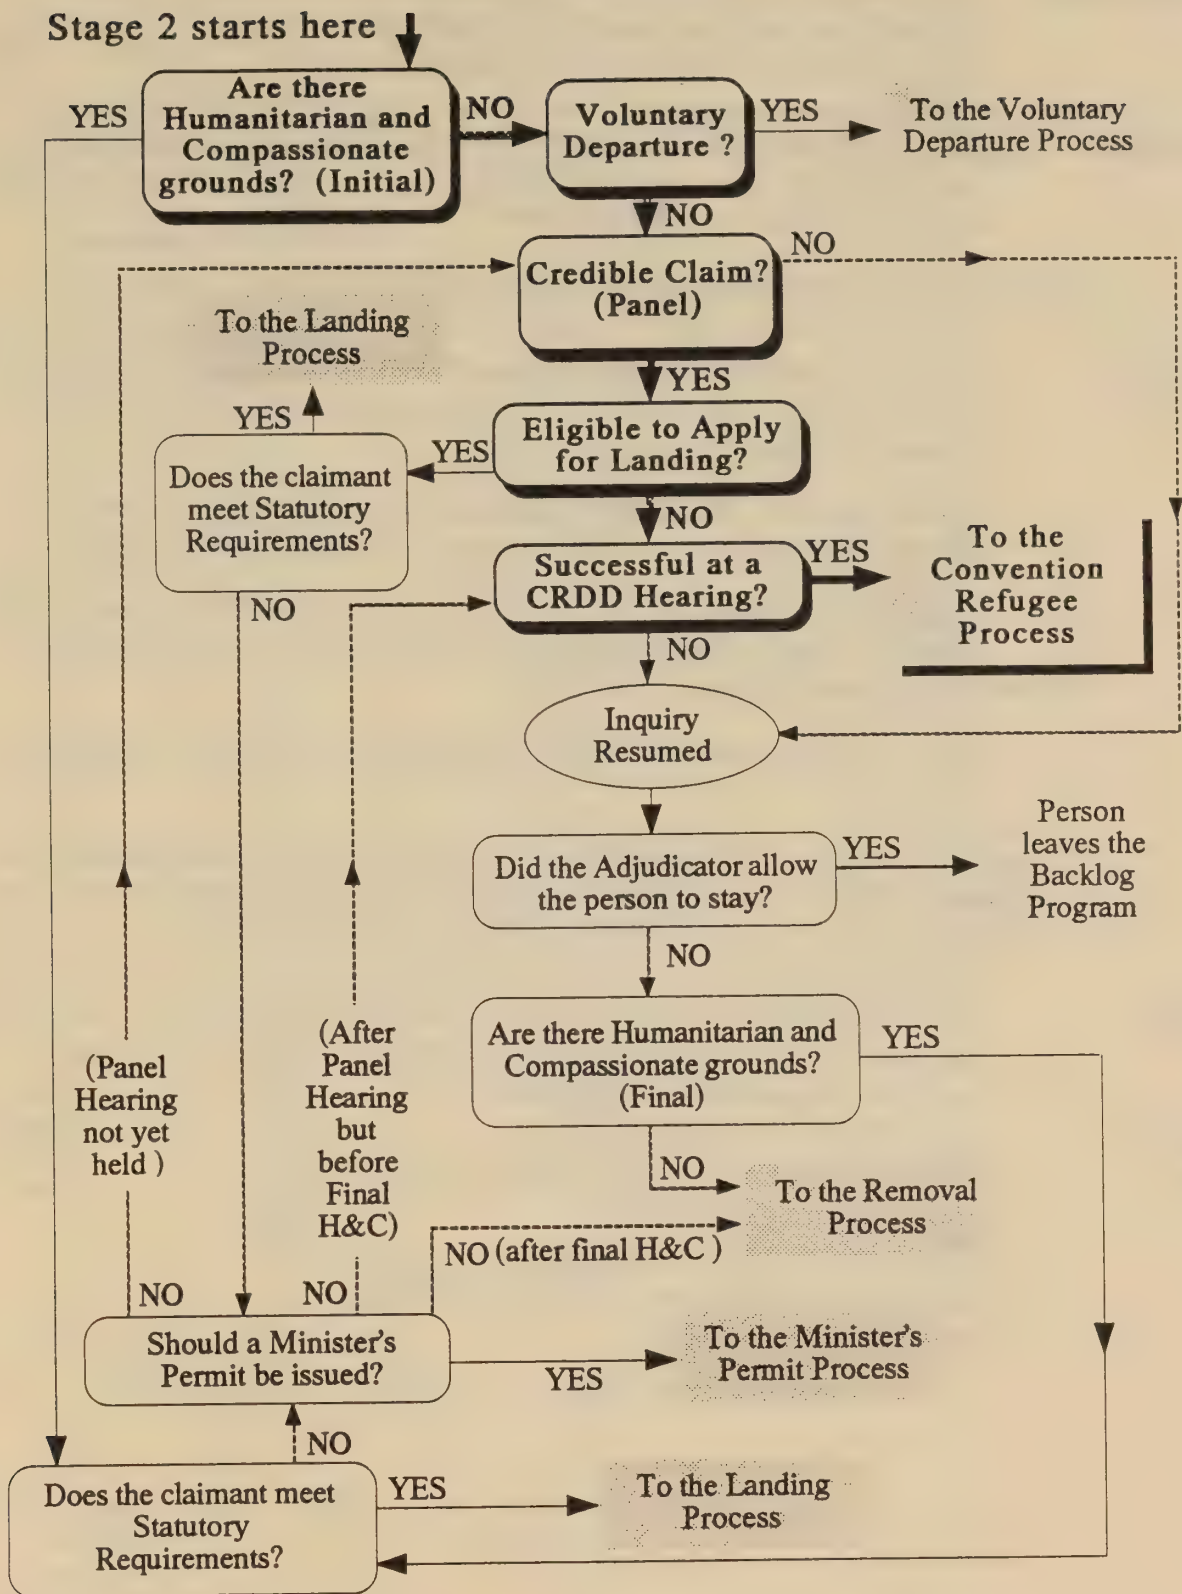 Stage 2 starts here
YES
Are there
Humanitarian and
Compassionate
grounds? (Initial)
NO
Voluntary
Departure ?
YES
To the Voluntary
Departure Process
NO
Credible Claim?
(Panel)
NO
To the Landing
Process
YES
YES
Eligible to Apply
for Landing?
YES
Does the claimant
meet Statutory
Requirements?
NO
NO
Successful at a
CRDD Hearing?
YES
To the
Convention
Refugee
Process
NO
Inquiry
Resumed
Did the Adjudicator allow
the person to stay?
YES
Person
leaves the
Backlog
Program
NO
Are there Humanitarian and
Compassionate grounds?
(Final)
YES
(Panel
Hearing
not yet
held )
(After
Panel
Hearing
but
before
Final
H&C)
NO
To the Removal
Process
NO (after final H&C )
NO
NO
Should a Minister's
Permit be issued?
YES
To the Minister's
Permit Process
NO
Does the claimant meet
Statutory
Requirements?
YES
To the Landing
Process